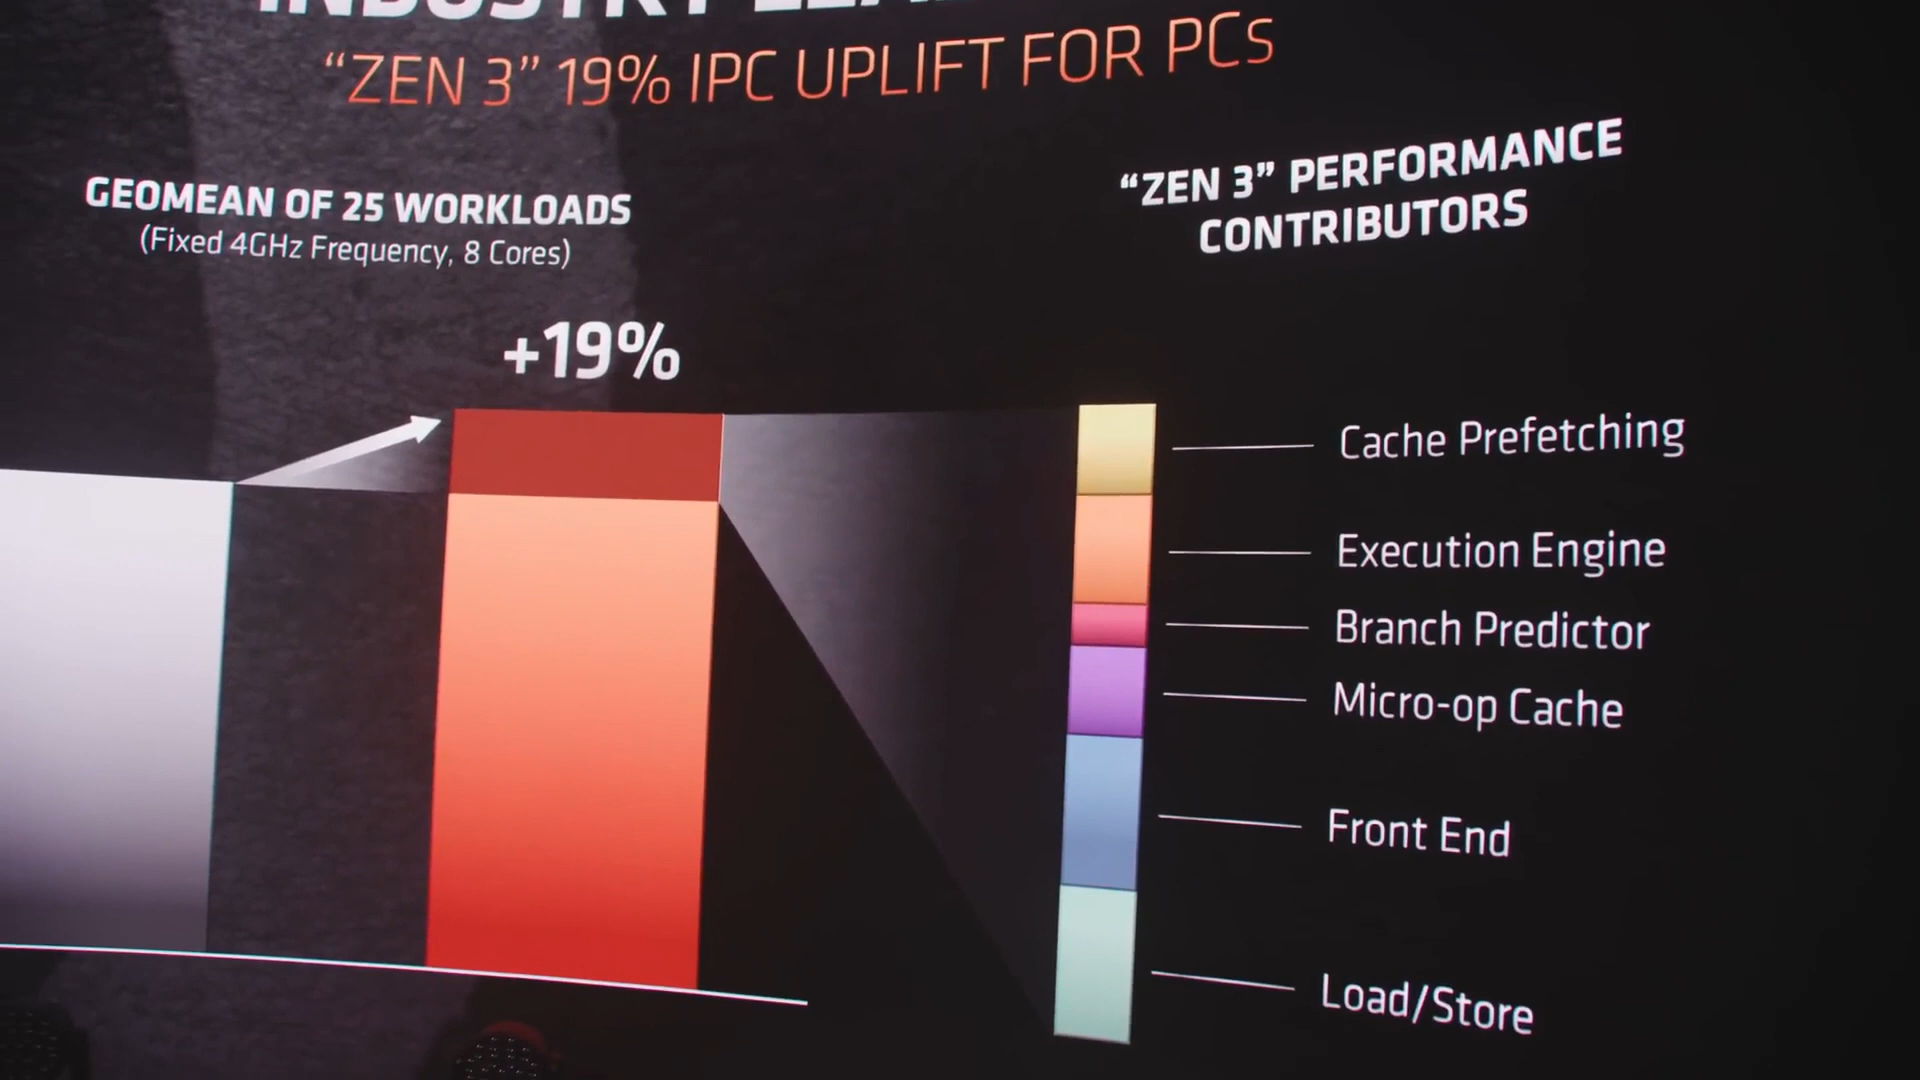 INDUSTRY
“ZEN 3” 19% IPC UPLIFT FOR PCs
GEOMEAN OF 25 WORKLOADS
(Fixed 4GHz Frequency, 8 Cores)
+19%
“ZEN 3” PERFORMANCE
CONTRIBUTORS
Cache Prefetching
Execution Engine
Branch Predictor
Micro-op Cache
Front End
Load/Store